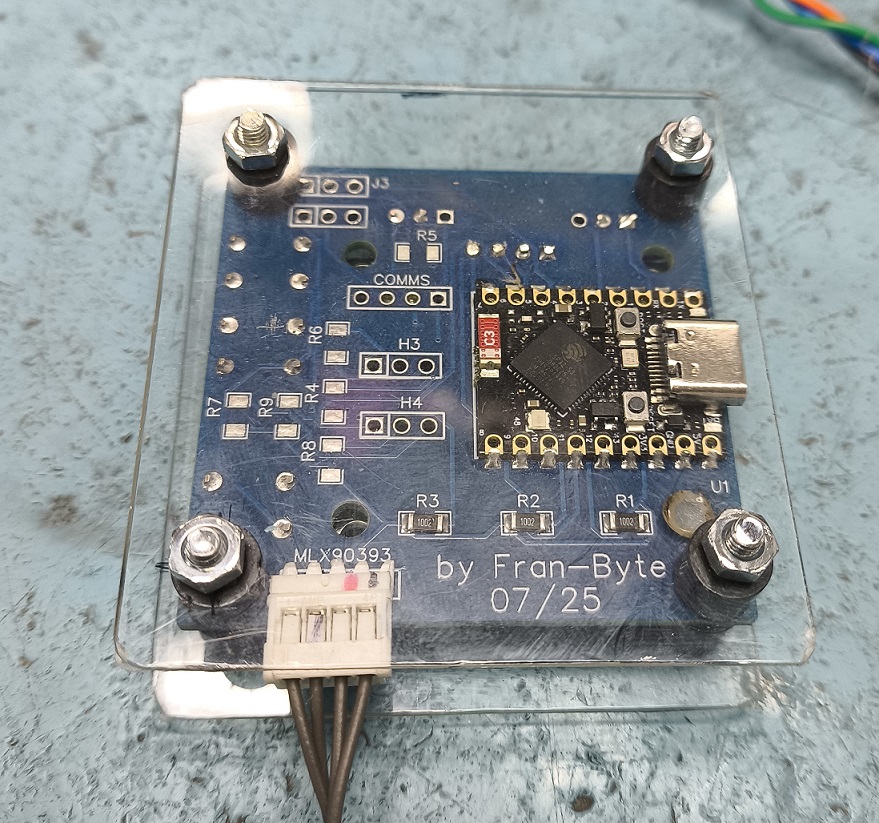 J3
R5
COMMS
R6
C3
H3
R7
R9
R4
H4
R8
U1
R3
R2
R1
1002
1002
1002
MLX90393
by Fran-Byte
07/25